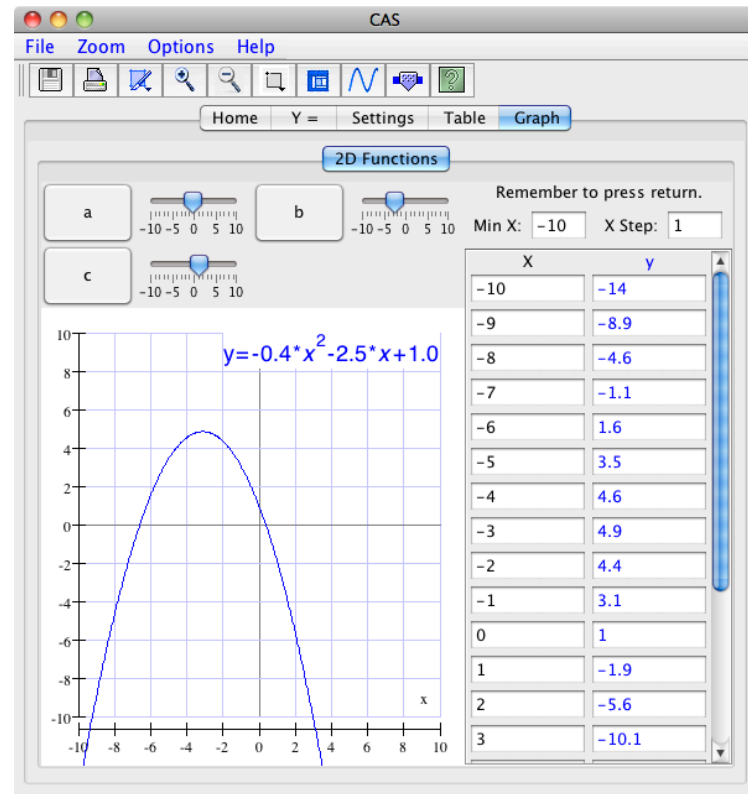 CAS
File Zoom Options Help
?
Home Y = Settings Table Graph
2D Functions
a
-10 -5 0 5 10
b
-10 -5 0 5 10
c
-10 -5 0 5 10
Remember to press return.
Min X: -10 X Step: 1
y=-0.4*x²-2.5*x+1.0
10
8
6
4
2
0
-2
-4
-6
-8
-10
x
-10 -8 -6 -4 -2 0 2 4 6 8 10
X y
-10 -14
-9 -8.9
-8 -4.6
-7 -1.1
-6 1.6
-5 3.5
-4 4.6
-3 4.9
-2 4.4
-1 3.1
0 1
1 -1.9
2 -5.6
3 -10.1